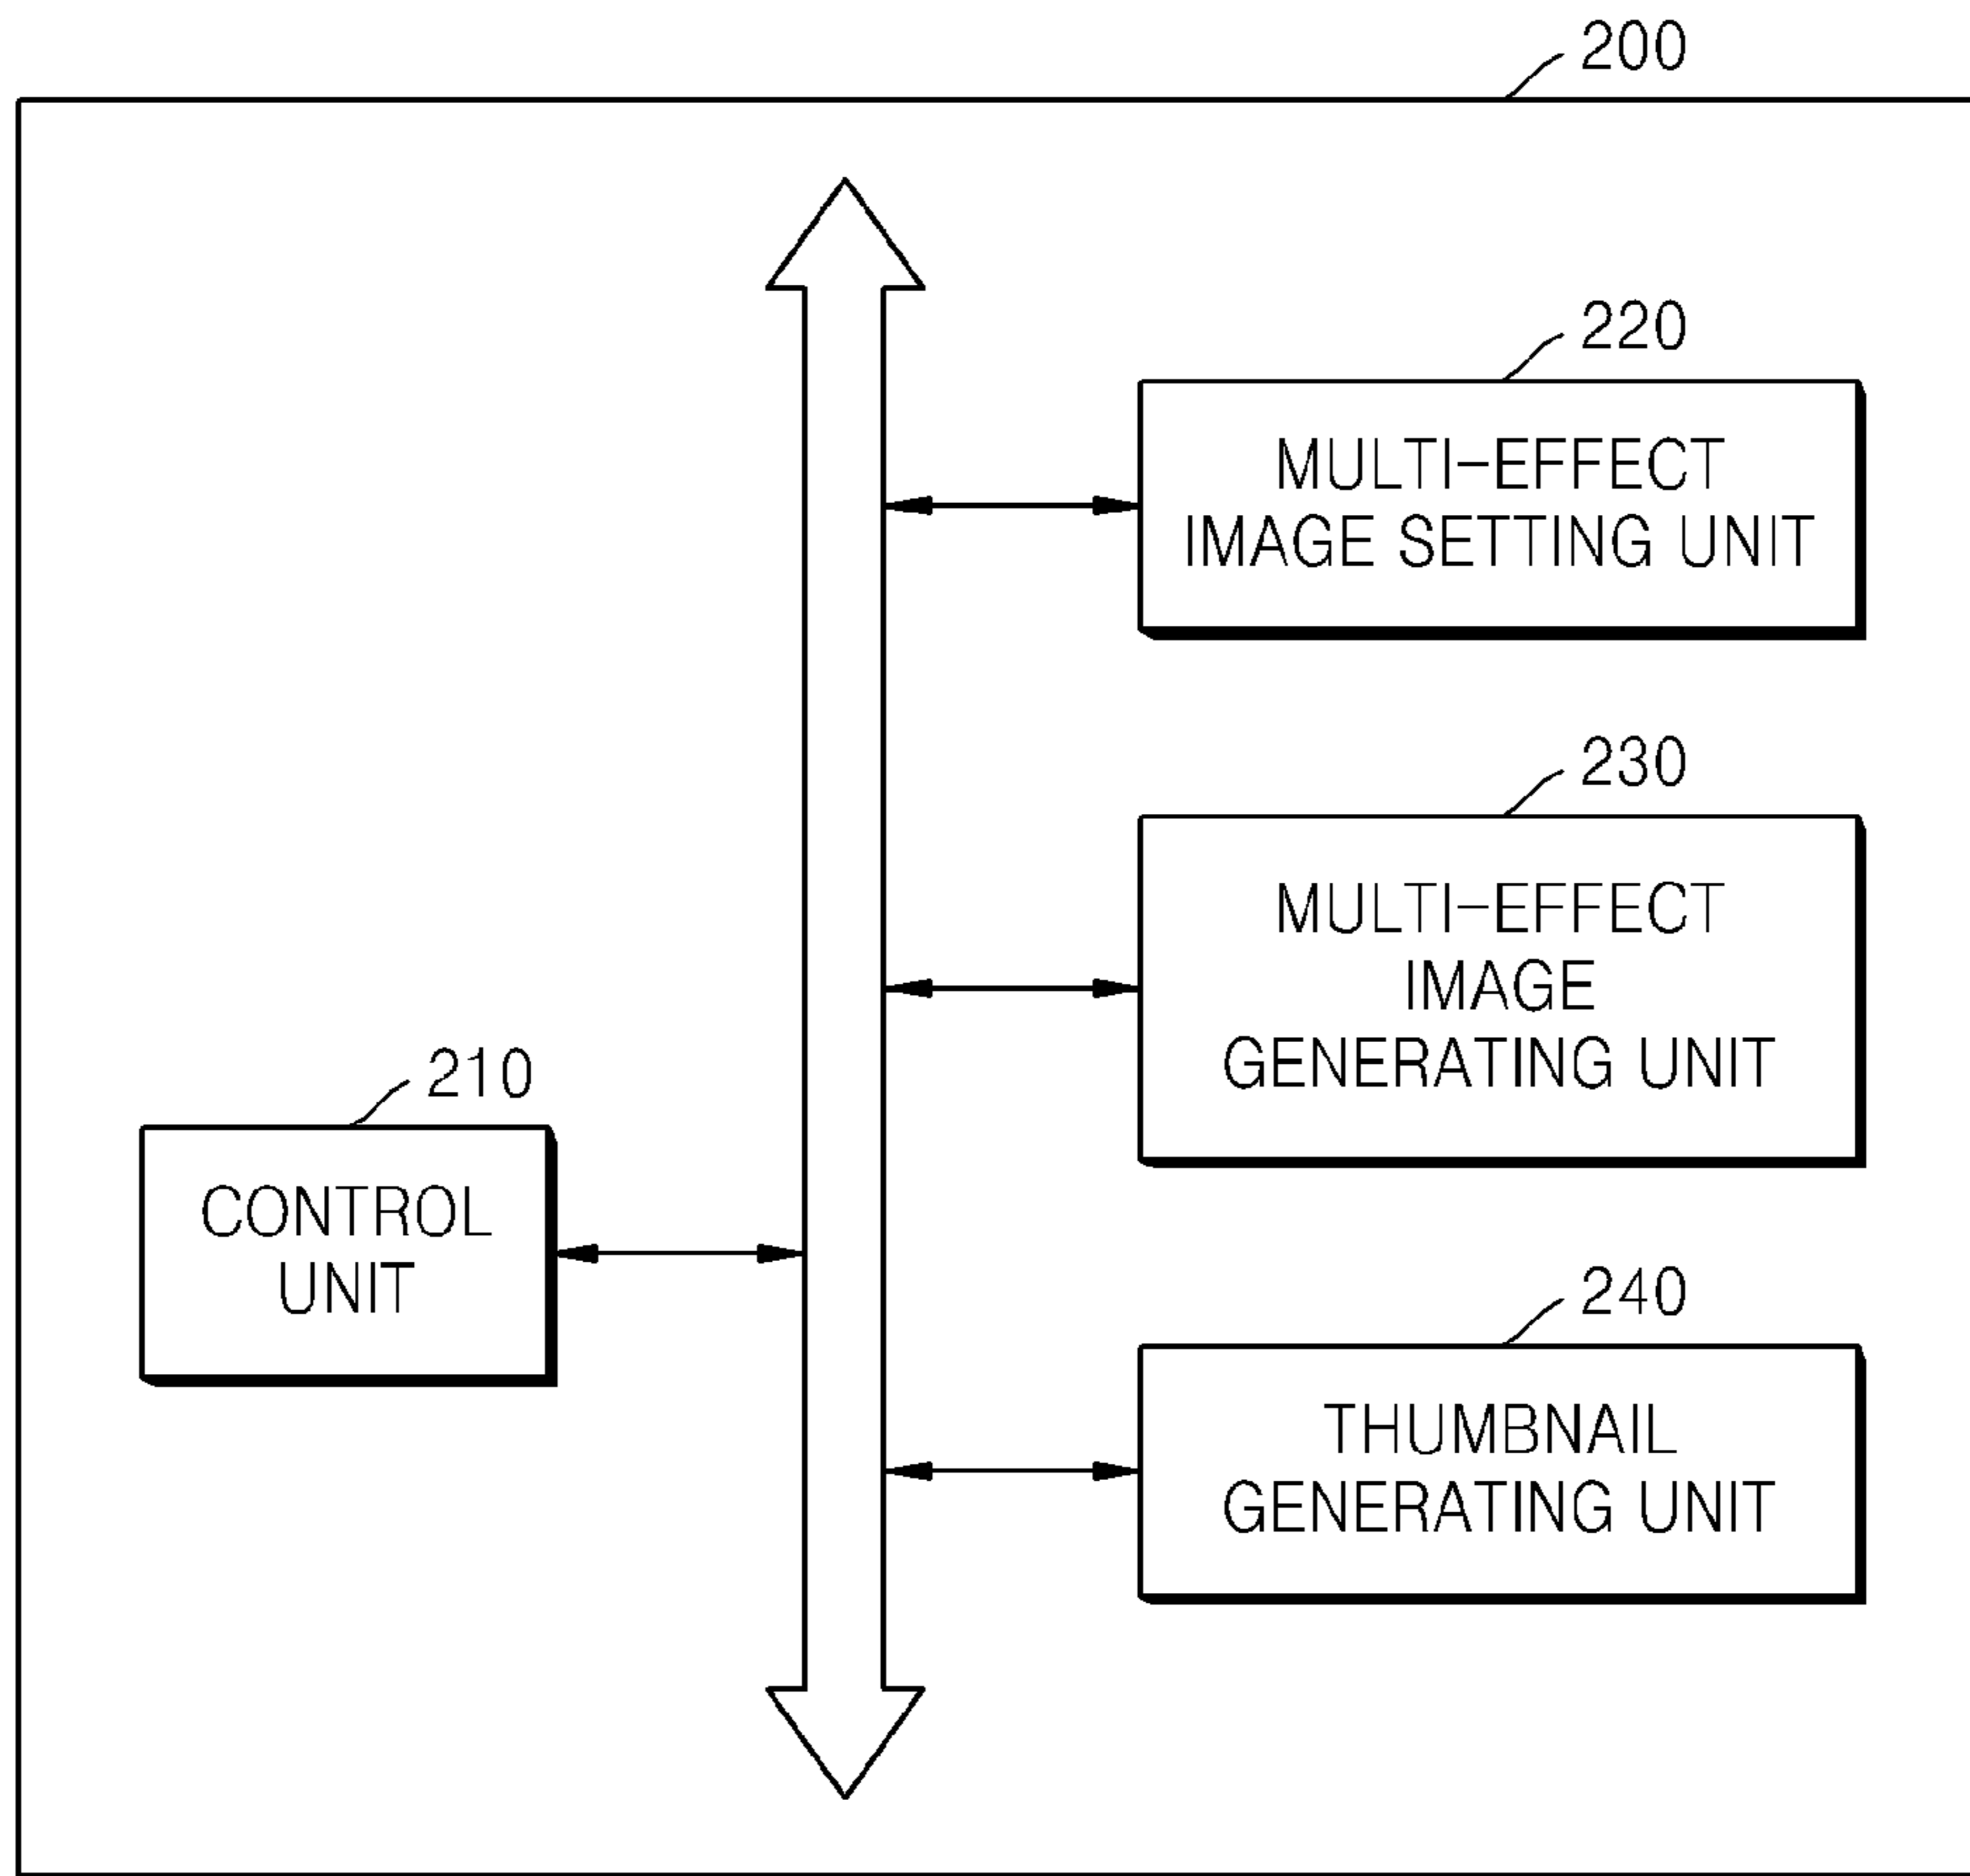 200
220
MULTI-EFFECT
IMAGE SETTING UNIT
230
MULTI-EFFECT
IMAGE
GENERATING UNIT
210
CONTROL
UNIT
240
THUMBNAIL
GENERATING UNIT